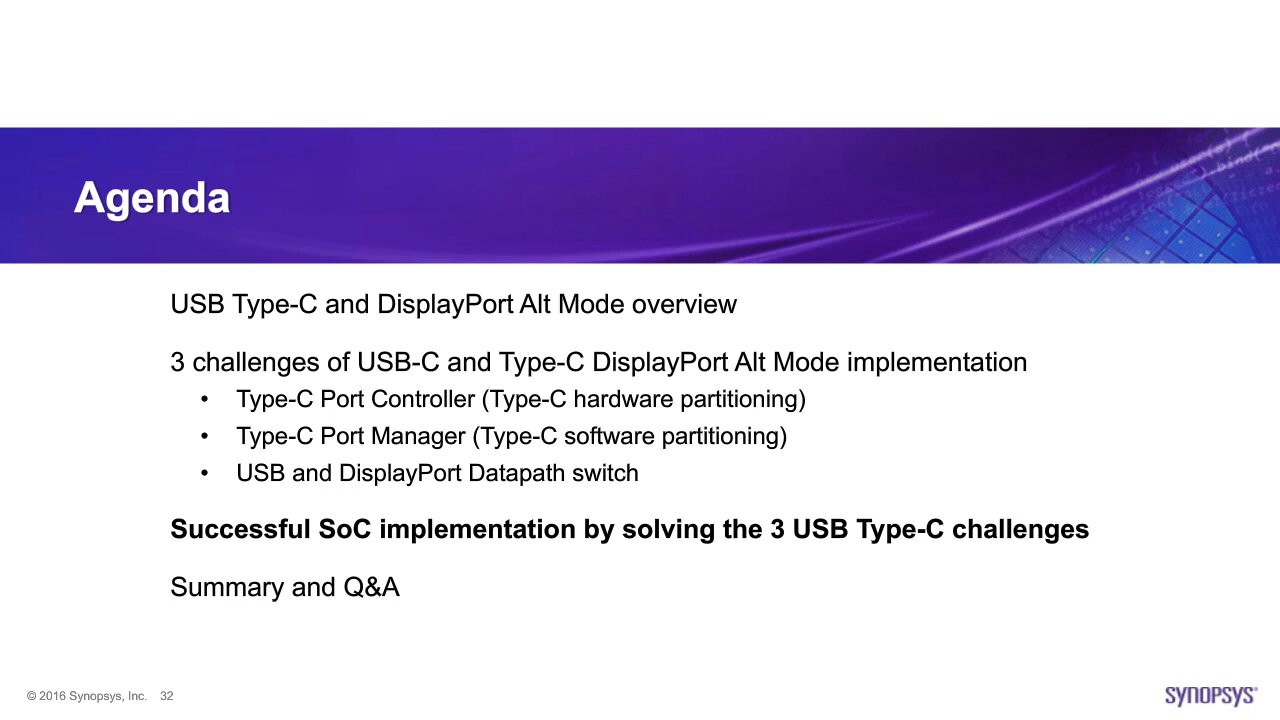 Agenda
USB Type-C and DisplayPort Alt Mode overview
3 challenges of USB-C and Type-C DisplayPort Alt Mode implementation
• Type-C Port Controller (Type-C hardware partitioning)
• Type-C Port Manager (Type-C software partitioning)
• USB and DisplayPort Datapath switch
Successful SoC implementation by solving the 3 USB Type-C challenges
Summary and Q&A
© 2016 Synopsys, Inc. 32
SYNOPSYS®